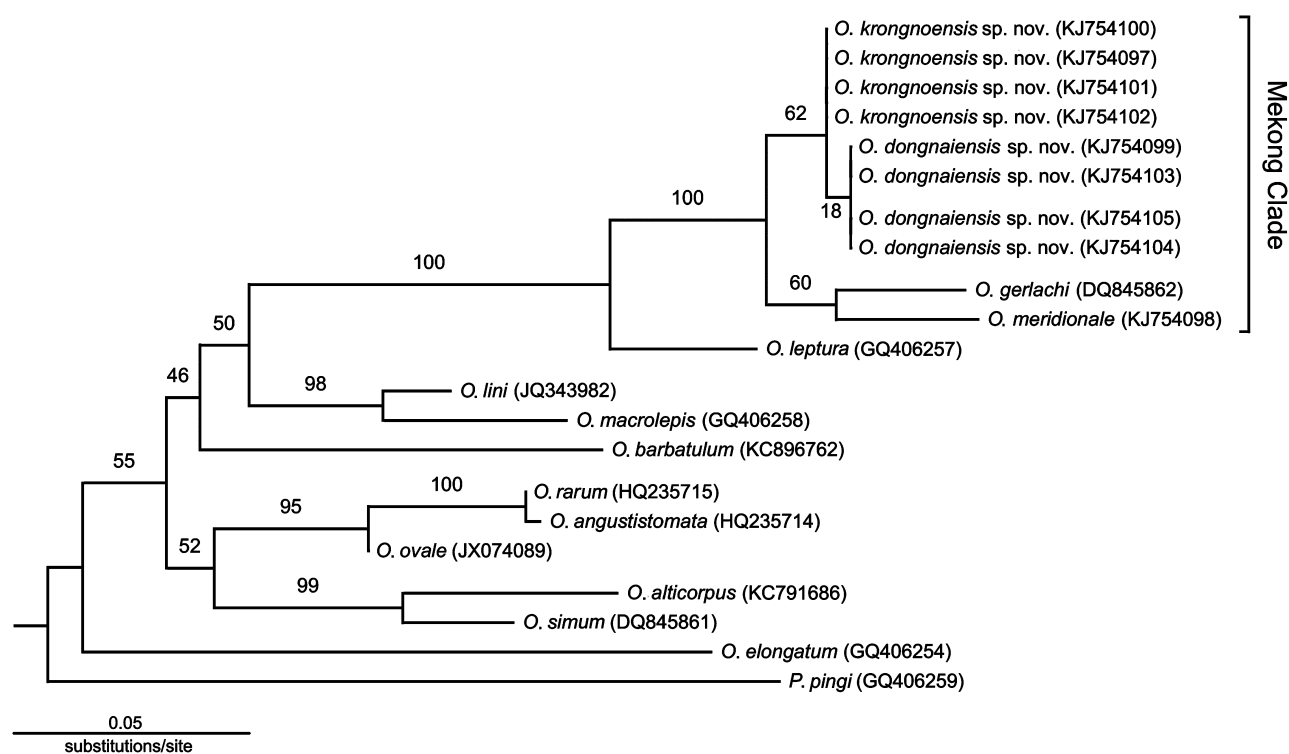 O. krongnoensis sp. nov. (KJ754100)
O. krongnoensis sp. nov. (KJ754097)
O. krongnoensis sp. nov. (KJ754101)
62
O. krongnoensis sp. nov. (KJ754102)
O. dongnaiensis sp. nov. (KJ754099)
O. dongnaiensis sp. nov. (KJ754103)
100
18
O. dongnaiensis sp. nov. (KJ754105)
O. dongnaiensis sp. nov. (KJ754104)
Mekong Clade
100
60
O. gerlachi (DQ845862)
O. meridionale (KJ754098)
50
O. leptura (GQ406257)
46
98
O. lini (JQ343982)
O. macrolepis (GQ406258)
O. barbatulum (KC896762)
55
100
O. rarum (HQ235715)
95
O. angustistomata (HQ235714)
52
O. ovale (JX074089)
99
O. alticorpus (KC791686)
O. simum (DQ845861)
O. elongatum (GQ406254)
P. pingi (GQ406259)
0.05
substitutions/site